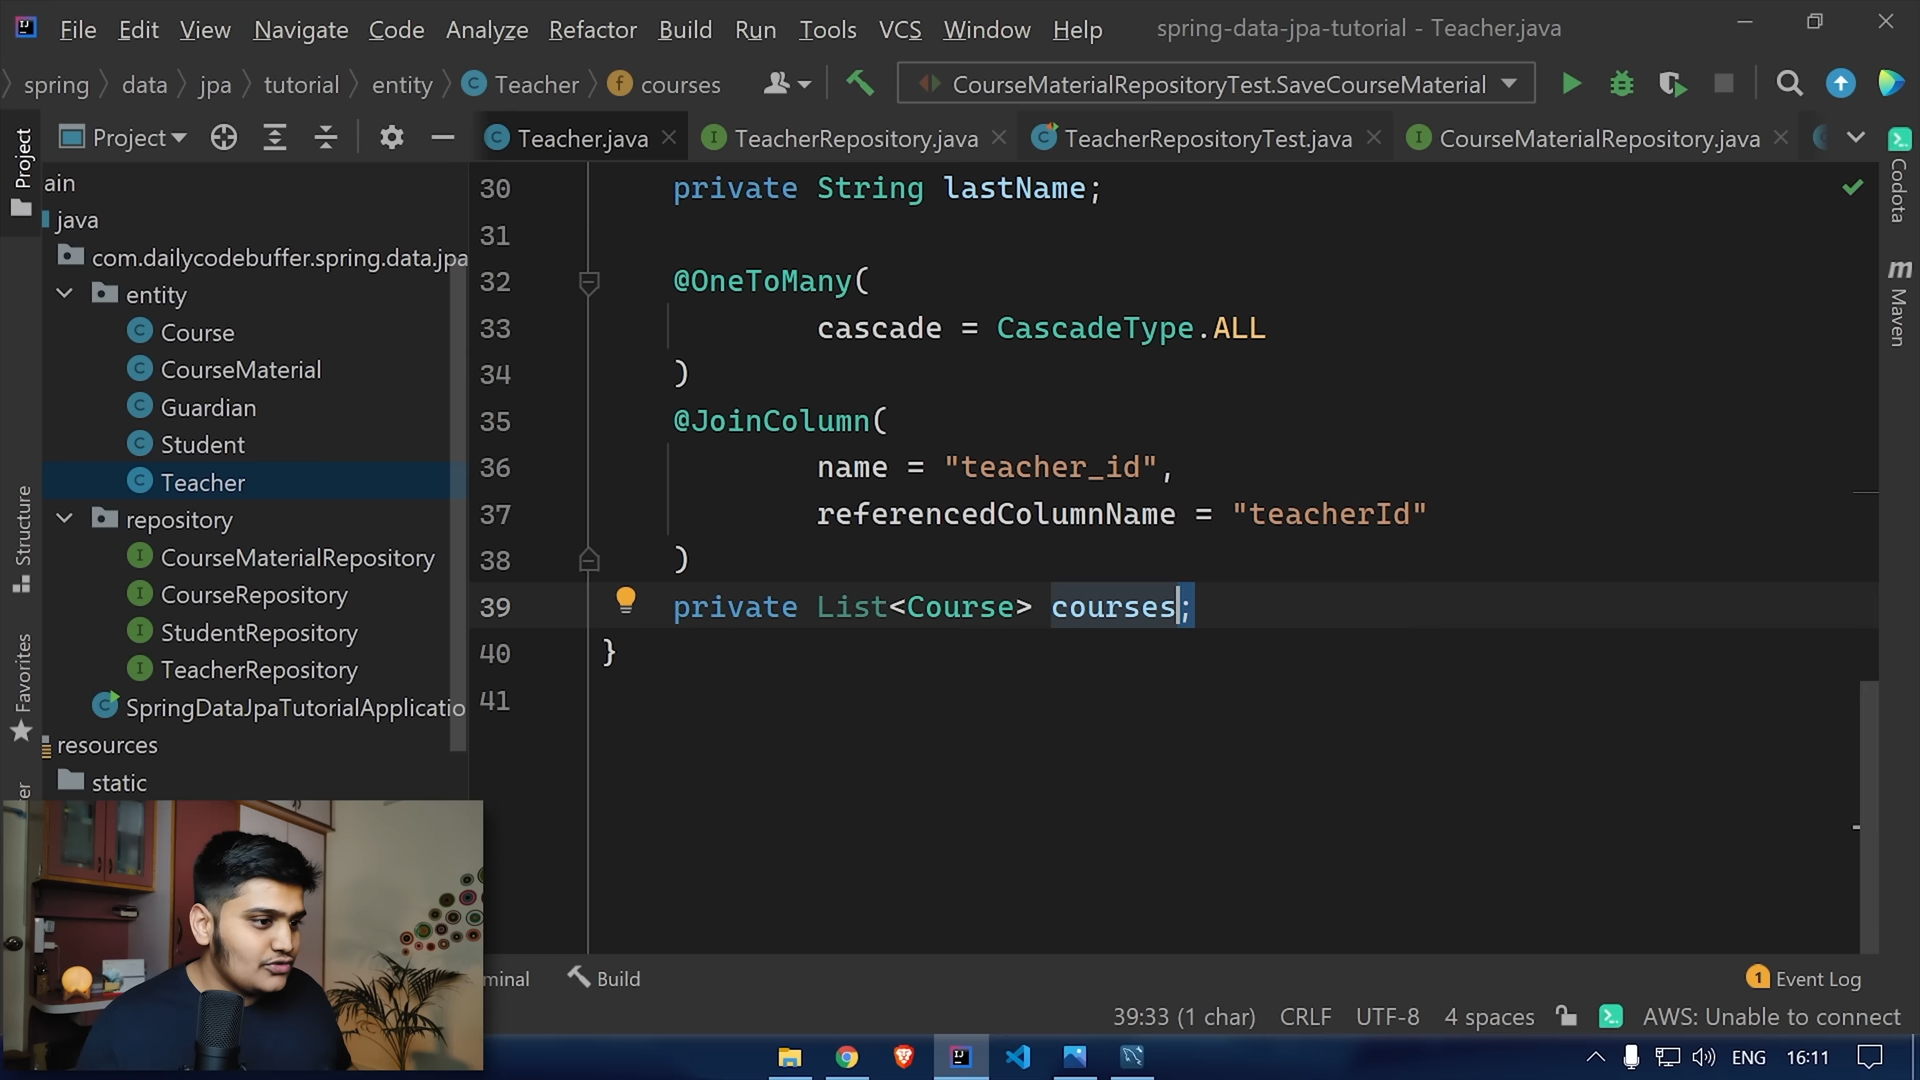 File Edit View Navigate Code Analyze Refactor Build Run Tools VCS Window Help spring-data-jpa-tutorial - Teacher.java
spring data jpa tutorial entity Teacher courses CourseMaterialRepositoryTest.SaveCourseMaterial
Project Teacher.java TeacherRepository.java TeacherRepositoryTest.java CourseMaterialRepository.java
Project
Structure
Favorites
er
ain
java
com.dailycodebuffer.spring.data.jpa
entity
Course
CourseMaterial
Guardian
Student
Teacher
repository
CourseMaterialRepository
CourseRepository
StudentRepository
TeacherRepository
SpringDataJpaTutorialApplicatio
resources
static
30 private String lastName;
31
32 @OneToMany(
33 cascade = CascadeType.ALL
34 )
35 @JoinColumn(
36 name = "teacher_id",
37 referencedColumnName = "teacherId"
38 )
39 private List<Course> courses;
40 }
41
Codota
Maven
minal Build 1 Event Log
39:33 (1 char) CRLF UTF-8 4 spaces AWS: Unable to connect
ENG 16:11